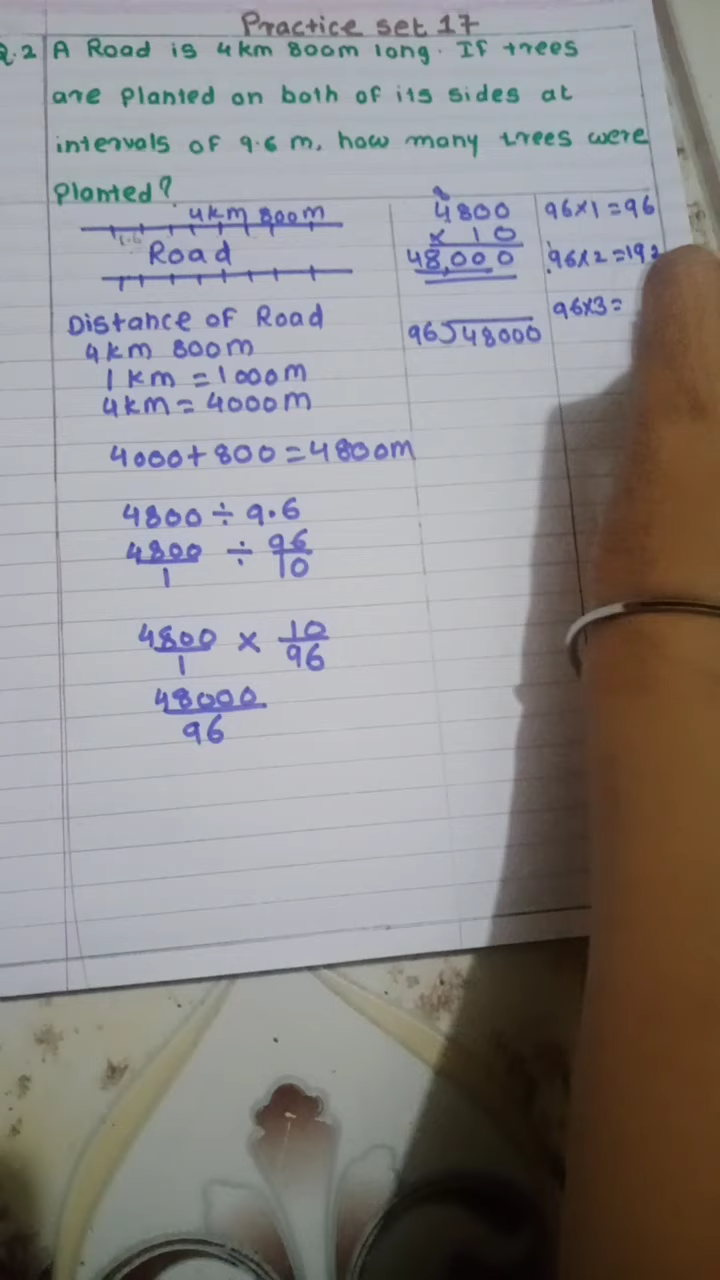 Practice set 17
Q.2 A Road is 4km 800m long. If trees
are planted on both of its sides at
intervals of 9.6 m, how many trees were
planted?
4km 800m
Road
Distance of Road
4km 800m
1km = 1000m
4km = 4000m
4000 + 800 = 4800m
4800 ÷ 9.6
4800/1 ÷ 96/10
4800/1 × 10/96
48000/96
4800
× 10
48,000
96)48000
96×1=96
96×2=192
96×3=